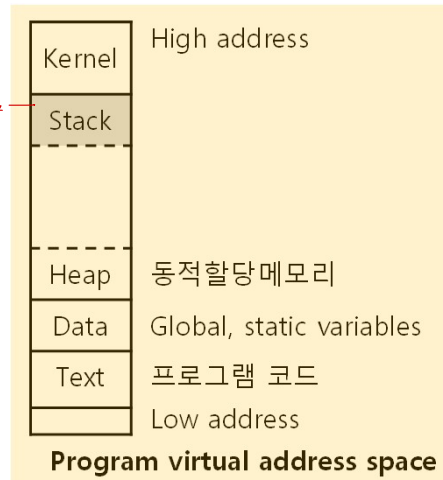 Kernel High address
Stack
Heap 동적할당메모리
Data Global, static variables
Text 프로그램 코드
Low address
Program virtual address space